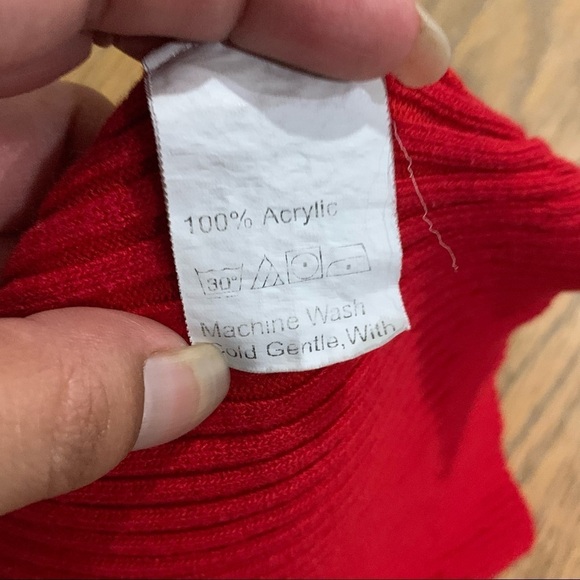 100% Acrylic
30°
Machine Wash
Cold Gentle,With